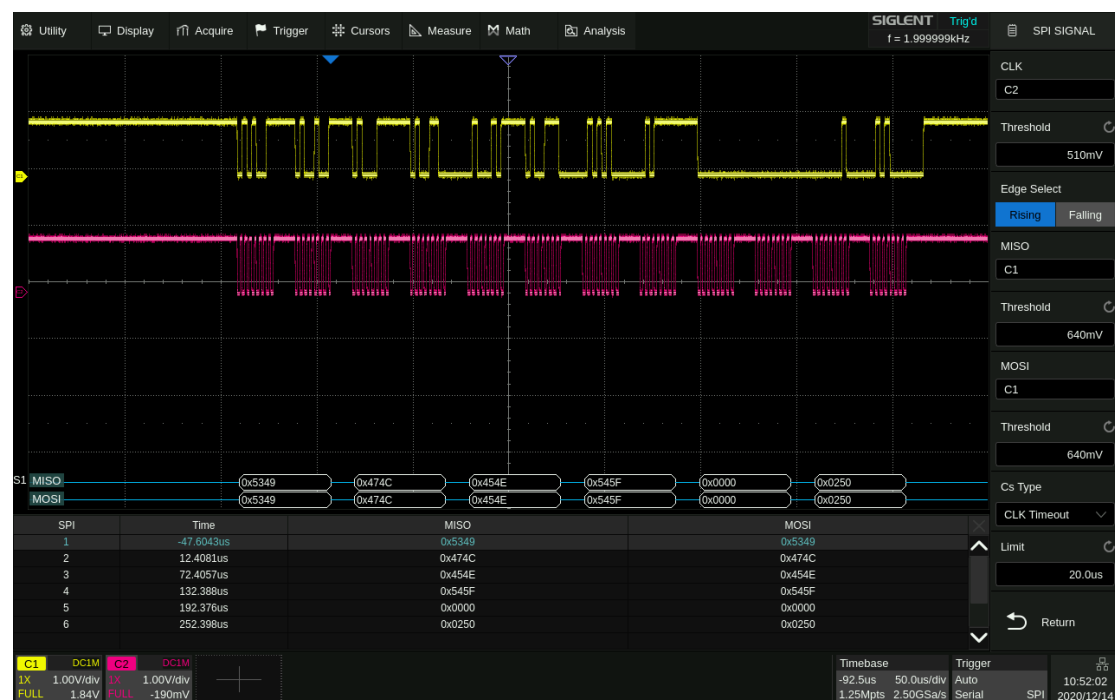 Utility Display Acquire Trigger Cursors Measure Math Analysis
SIGLENT Trig'd
f = 1.999999kHz
SPI SIGNAL
CLK
C2
Threshold
510mV
Edge Select
Rising Falling
MISO
C1
Threshold
640mV
MOSI
C1
Threshold
640mV
Cs Type
CLK Timeout
Limit
20.0us
Return
C1
S1 MISO 0x5349 0x474C 0x454E 0x545F 0x0000 0x0250
MOSI 0x5349 0x474C 0x454E 0x545F 0x0000 0x0250
SPI Time MISO MOSI
1 -47.6043us 0x5349 0x5349
2 12.4081us 0x474C 0x474C
3 72.4057us 0x454E 0x454E
4 132.388us 0x545F 0x545F
5 192.376us 0x0000 0x0000
6 252.398us 0x0250 0x0250
C1 DC1M C2 DC1M
1X 1.00V/div 1X 1.00V/div
FULL 1.84V FULL -190mV
Timebase Trigger
-92.5us 50.0us/div Auto
1.25Mpts 2.50GSa/s Serial SPI
10:52:02
2020/12/14